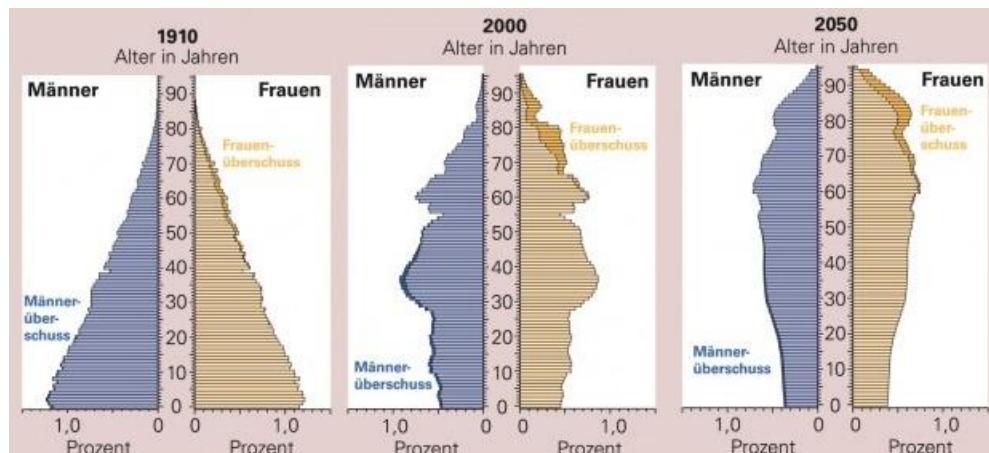 1910
Alter in Jahren
Männer
Frauen
90
80
70
60
50
40
30
20
10
0
Frauen-
überschuss
Männer-
über-
schuss
1,0
0
0
1,0
Prozent
Prozent
2000
Alter in Jahren
Männer
Frauen
90
80
70
60
50
40
30
20
10
0
Frauen-
überschuss
Männer-
überschuss
1,0
0
0
1,0
Prozent
Prozent
2050
Alter in Jahren
Männer
Frauen
90
80
70
60
50
40
30
20
10
0
Frauen-
über-
schuss
Männer-
überschuss
1,0
0
0
1,0
Prozent
Prozent